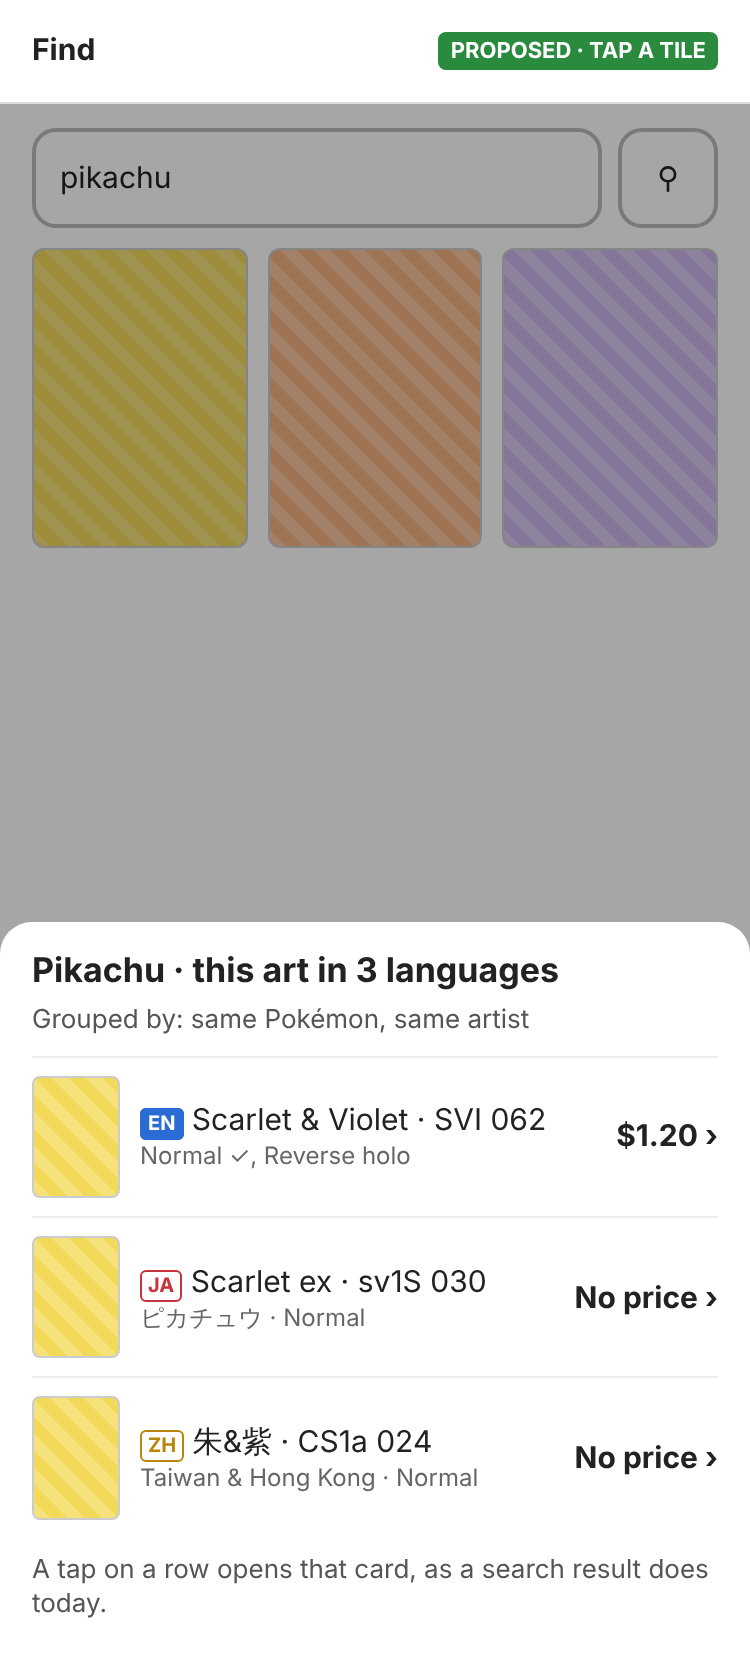 Find
PROPOSED · TAP A TILE
pikachu
Pikachu · this art in 3 languages
Grouped by: same Pokémon, same artist
EN Scarlet & Violet · SVI 062
Normal ✓, Reverse holo
$1.20 ›
JA Scarlet ex · sv1S 030
ピカチュウ · Normal
No price ›
ZH 朱&紫 · CS1a 024
Taiwan & Hong Kong · Normal
No price ›
A tap on a row opens that card, as a search result does
today.